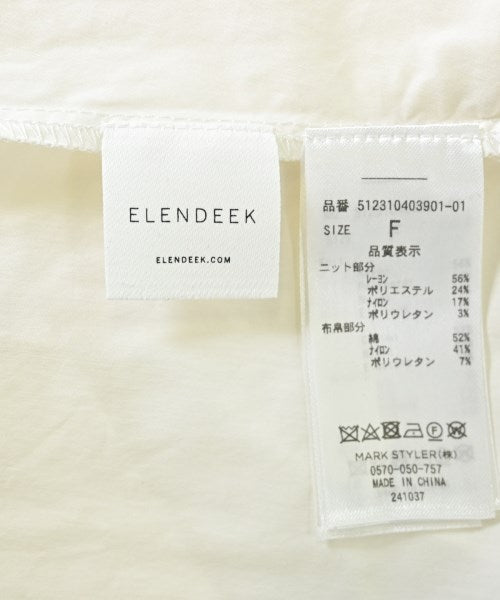 ELENDEEK
ELENDEEK.COM
品番 512310403901-01
SIZE F
品質表示
ニット部分
レーヨン 56%
ポリエステル 24%
ナイロン 17%
ポリウレタン 3%
布帛部分
綿 52%
ナイロン 41%
ポリウレタン 7%
MARK STYLER(株)
0570-050-757
MADE IN CHINA
241037